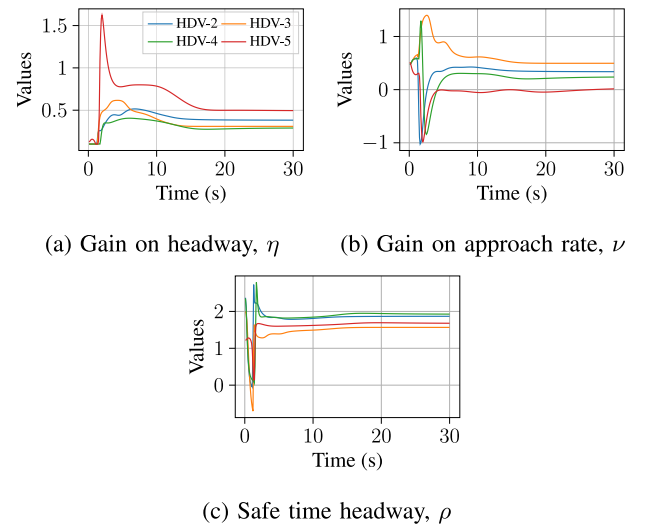 HDV-2 HDV-3
HDV-4 HDV-5
Values
1.5
1
0.5
0 10 20 30
Time (s)
(a) Gain on headway, η
Values
1
0
−1
0 10 20 30
Time (s)
(b) Gain on approach rate, ν
Values
2
1
0
0 10 20 30
Time (s)
(c) Safe time headway, ρ